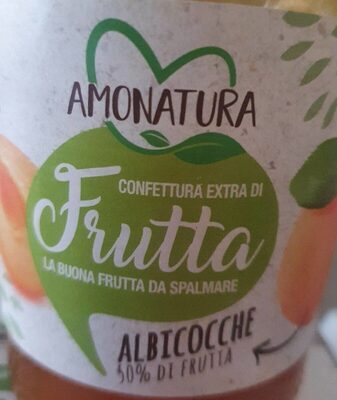 AMONATURA
CONFETTURA EXTRA DI
Frutta
LA BUONA FRUTTA DA SPALMARE
ALBICOCCHE
50% DI FRUTTA